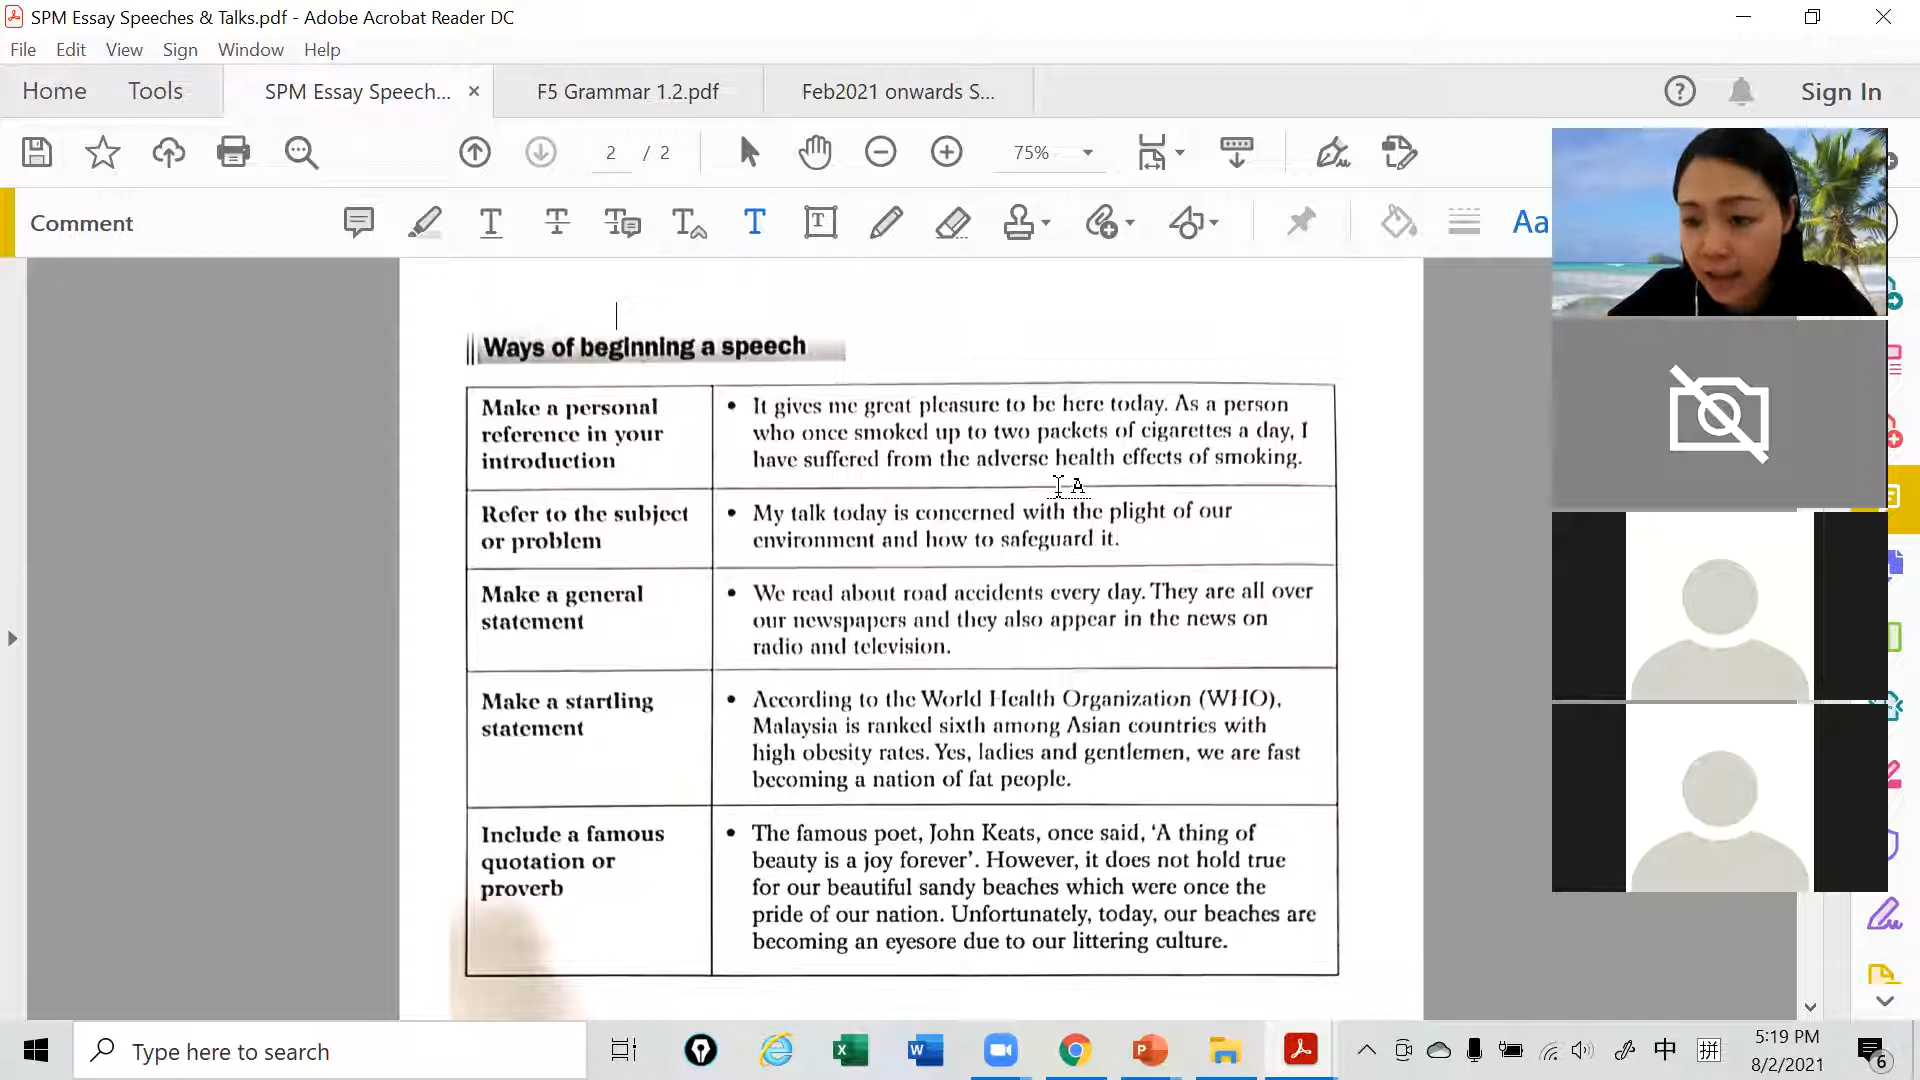 SPM Essay Speeches & Talks.pdf - Adobe Acrobat Reader DC
File Edit View Sign Window Help
Home Tools SPM Essay Speech... × F5 Grammar 1.2.pdf Feb2021 onwards S... Sign In
2 / 2 75%
Comment
Aa
Ways of beginning a speech
Make a personal
reference in your
introduction
• It gives me great pleasure to be here today. As a person
who once smoked up to two packets of cigarettes a day, I
have suffered from the adverse health effects of smoking.
Refer to the subject
or problem
• My talk today is concerned with the plight of our
environment and how to safeguard it.
Make a general
statement
• We read about road accidents every day. They are all over
our newspapers and they also appear in the news on
radio and television.
Make a startling
statement
• According to the World Health Organization (WHO),
Malaysia is ranked sixth among Asian countries with
high obesity rates. Yes, ladies and gentlemen, we are fast
becoming a nation of fat people.
Include a famous
quotation or
proverb
• The famous poet, John Keats, once said, ‘A thing of
beauty is a joy forever’. However, it does not hold true
for our beautiful sandy beaches which were once the
pride of our nation. Unfortunately, today, our beaches are
becoming an eyesore due to our littering culture.
Type here to search
中 拼
5:19 PM
8/2/2021
6